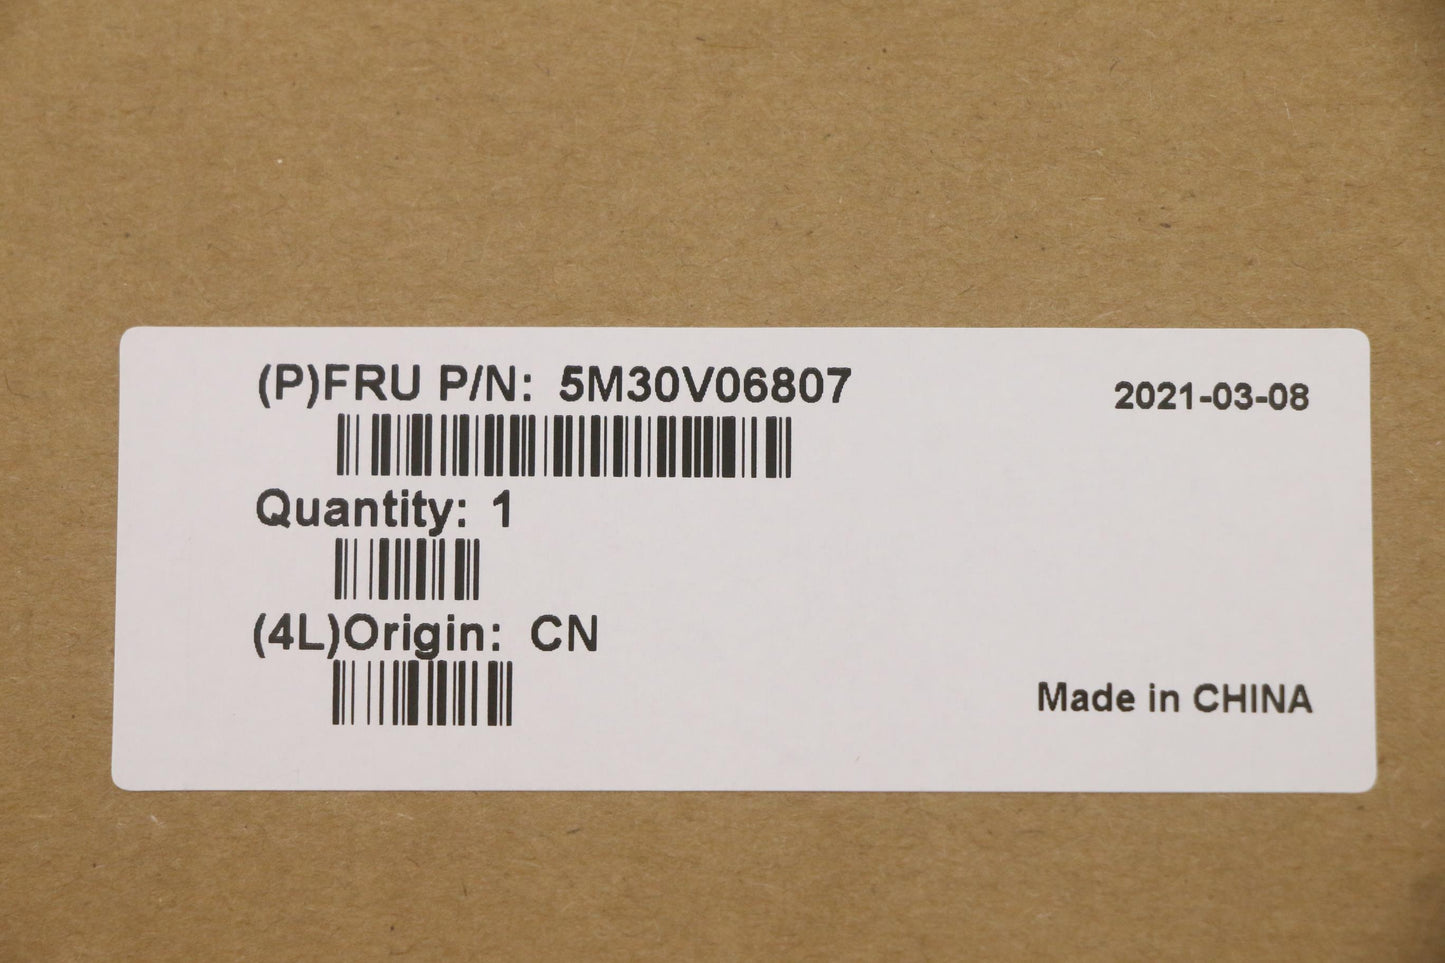 (P)FRU P/N: 5M30V06807
2021-03-08
Quantity: 1
(4L)Origin: CN
Made in CHINA